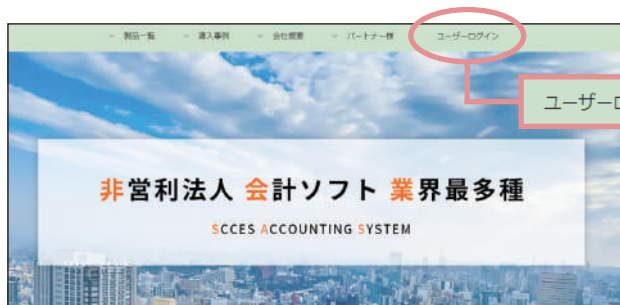 製品一覧 導入事例 会社概要 パートナー様 ユーザーログイン
ユーザーロ
非営利法人 会計ソフト 業界最多種
SCCES ACCOUNTING SYSTEM